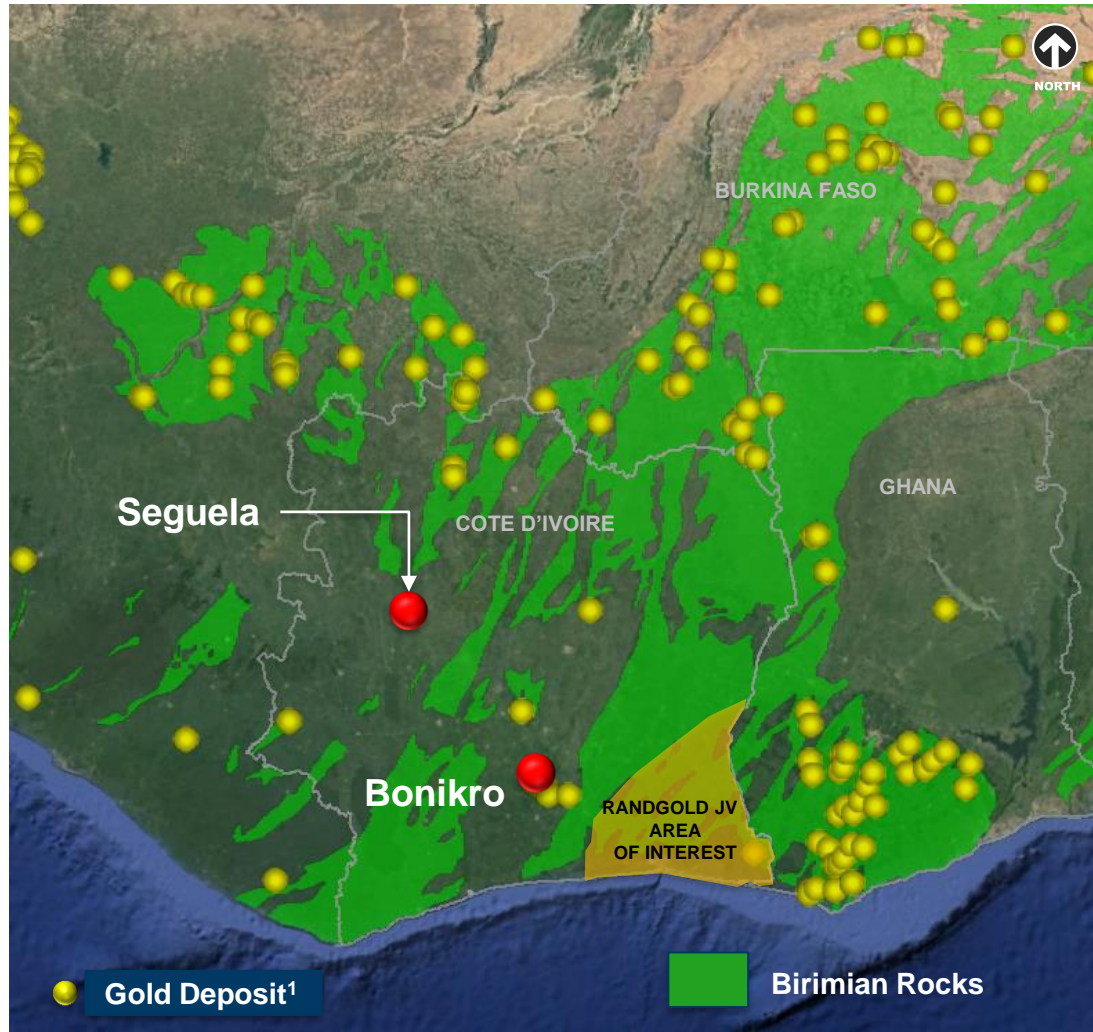 NORTH
BURKINA FASO
GHANA
Seguela
COTE D'IVOIRE
Bonikro
RANDGOLD JV
AREA
OF INTEREST
Gold Deposit¹
Birimian Rocks